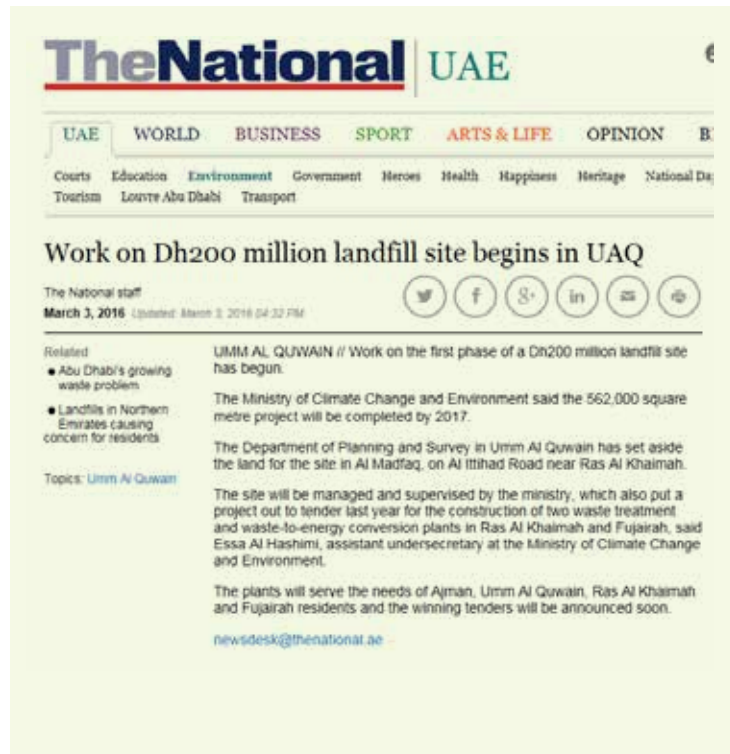 TheNational UAE
UAE WORLD BUSINESS SPORT ARTS & LIFE OPINION B
Courts Education Environment Government Heroes Health Happiness Heritage National Da
Tourism Louvre Abu Dhabi Transport
Work on Dh200 million landfill site begins in UAQ
The National staff
March 3, 2016 Updated: March 3, 2016 04:32 PM
f 8+ in
Related
● Abu Dhabi's growing
waste problem
● Landfills in Northern
Emirates causing
concern for residents
Topics: Umm Al Quwain
UMM AL QUWAIN // Work on the first phase of a Dh200 million landfill site
has begun.
The Ministry of Climate Change and Environment said the 562,000 square
metre project will be completed by 2017.
The Department of Planning and Survey in Umm Al Quwain has set aside
the land for the site in Al Madfaq, on Al Ittihad Road near Ras Al Khaimah.
The site will be managed and supervised by the ministry, which also put a
project out to tender last year for the construction of two waste treatment
and waste-to-energy conversion plants in Ras Al Khaimah and Fujairah, said
Essa Al Hashimi, assistant undersecretary at the Ministry of Climate Change
and Environment.
The plants will serve the needs of Ajman, Umm Al Quwain, Ras Al Khaimah
and Fujairah residents and the winning tenders will be announced soon.
newsdesk@thenational.ae